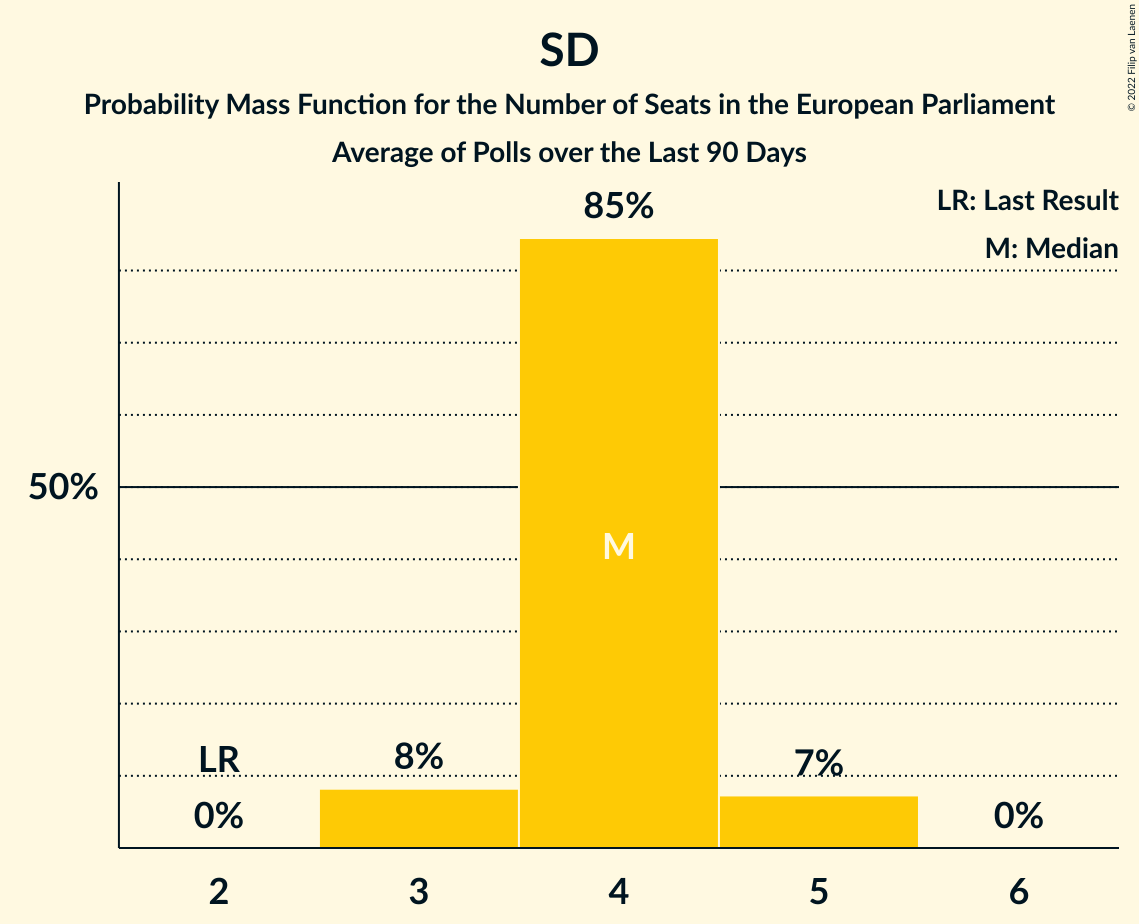 SD
Probability Mass Function for the Number of Seats in the European Parliament
Average of Polls over the Last 90 Days
© 2022 Filip van Laenen
LR: Last Result
M: Median
85%
50%
M
LR
8%
7%
0%
0%
2 3 4 5 6